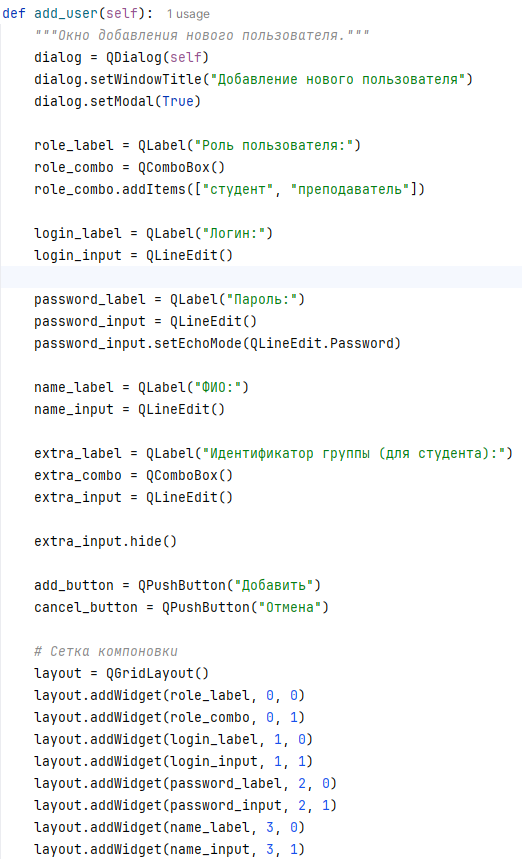 def add_user(self): 1 usage
"""Окно добавления нового пользователя."""
dialog = QDialog(self)
dialog.setWindowTitle("Добавление нового пользователя")
dialog.setModal(True)
role_label = QLabel("Роль пользователя:")
role_combo = QComboBox()
role_combo.addItems(["студент", "преподаватель"])
login_label = QLabel("Логин:")
login_input = QLineEdit()
password_label = QLabel("Пароль:")
password_input = QLineEdit()
password_input.setEchoMode(QLineEdit.Password)
name_label = QLabel("ФИО:")
name_input = QLineEdit()
extra_label = QLabel("Идентификатор группы (для студента):")
extra_combo = QComboBox()
extra_input = QLineEdit()
extra_input.hide()
add_button = QPushButton("Добавить")
cancel_button = QPushButton("Отмена")
# Сетка компоновки
layout = QGridLayout()
layout.addWidget(role_label, 0, 0)
layout.addWidget(role_combo, 0, 1)
layout.addWidget(login_label, 1, 0)
layout.addWidget(login_input, 1, 1)
layout.addWidget(password_label, 2, 0)
layout.addWidget(password_input, 2, 1)
layout.addWidget(name_label, 3, 0)
layout.addWidget(name_input, 3, 1)